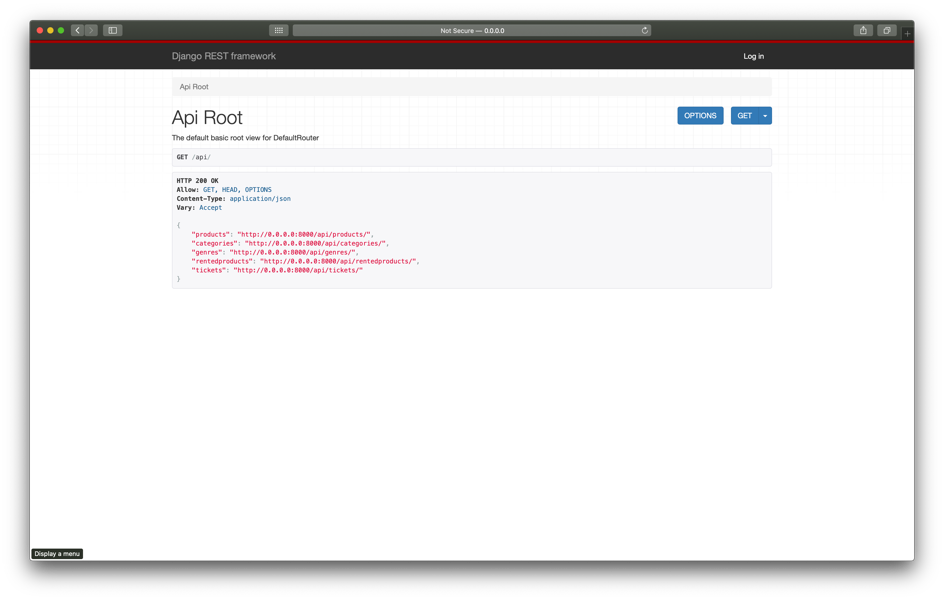 Not Secure — 0.0.0.0
Django REST framework
Log in
Api Root
Api Root
OPTIONS
GET
The default basic root view for DefaultRouter
GET /api/
HTTP 200 OK
Allow: GET, HEAD, OPTIONS
Content-Type: application/json
Vary: Accept
{
"products": "http://0.0.0.0:8000/api/products/",
"categories": "http://0.0.0.0:8000/api/categories/",
"genres": "http://0.0.0.0:8000/api/genres/",
"rentedproducts": "http://0.0.0.0:8000/api/rentedproducts/",
"tickets": "http://0.0.0.0:8000/api/tickets/"
}
Display a menu